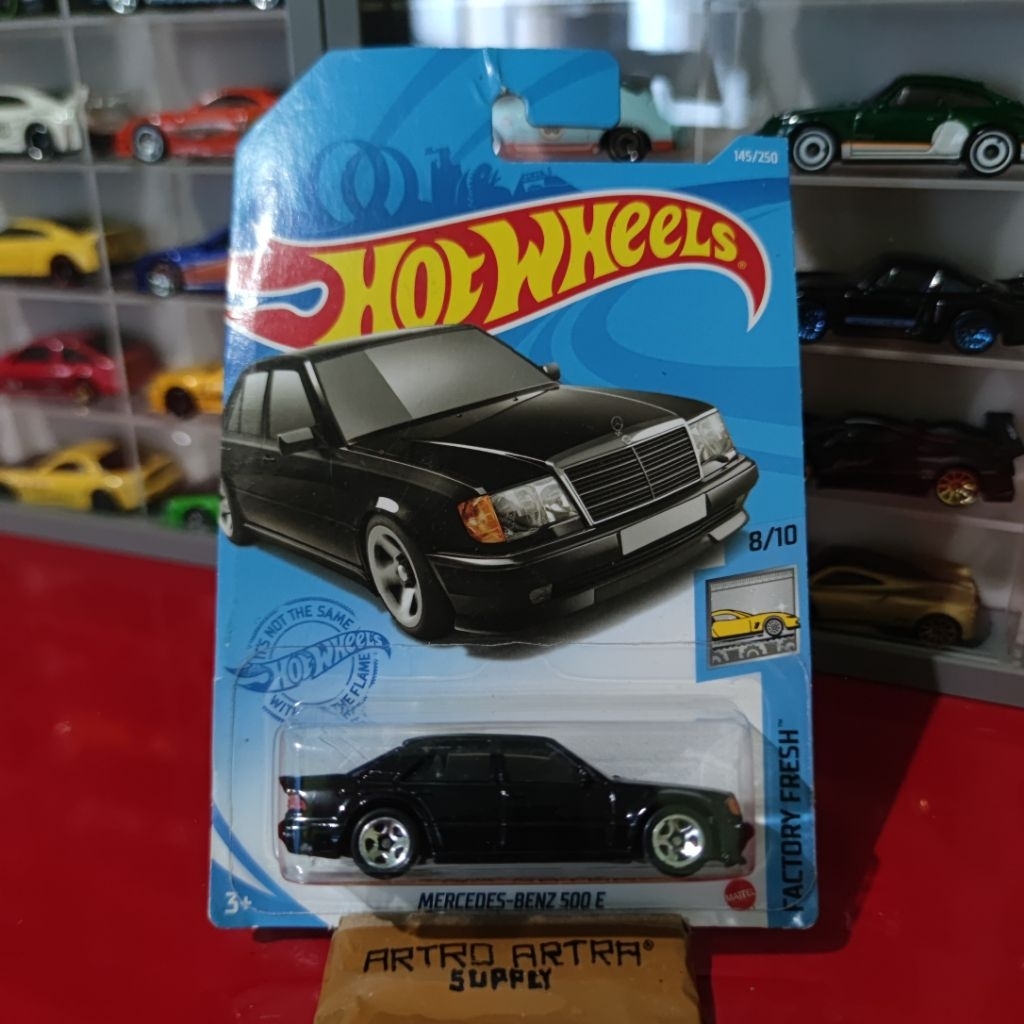 145/250
HOT WHEELS®
8/10
IT'S NOT THE SAME
HOT WHEELS
WITHOUT THE FLAME
FACTORY FRESH™
3+
MERCEDES-BENZ 500 E
MATTEL
ARTRO ARTRA®
SUPPLY